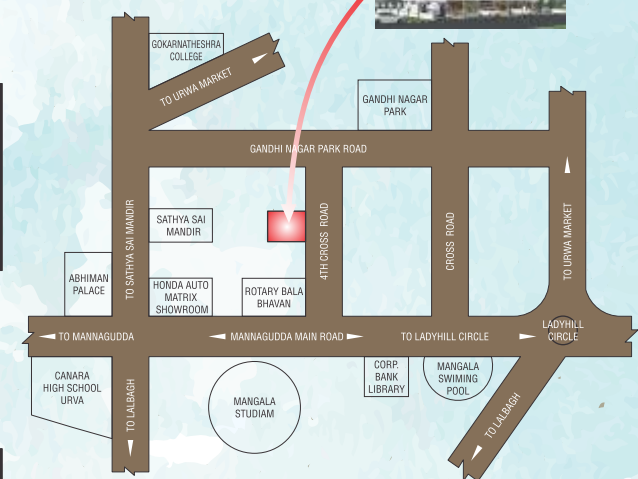 GOKARNATHESHRA
COLLEGE
TO URWA MARKET
GANDHI NAGAR
PARK
GANDHI NAGAR PARK ROAD
TO SATHYA SAI MANDIR
SATHYA SAI
MANDIR
4TH CROSS ROAD
CROSS ROAD
TO URWA MARKET
ABHIMAN
PALACE
HONDA AUTO
MATRIX
SHOWROOM
ROTARY BALA
BHAVAN
TO MANNAGUDDA
MANNAGUDDA MAIN ROAD
TO LADYHILL CIRCLE
LADYHILL
CIRCLE
CANARA
HIGH SCHOOL
URVA
TO LALBAGH
MANGALA
STUDIAM
CORP.
BANK
LIBRARY
MANGALA
SWIMING
POOL
TO LALBAGH